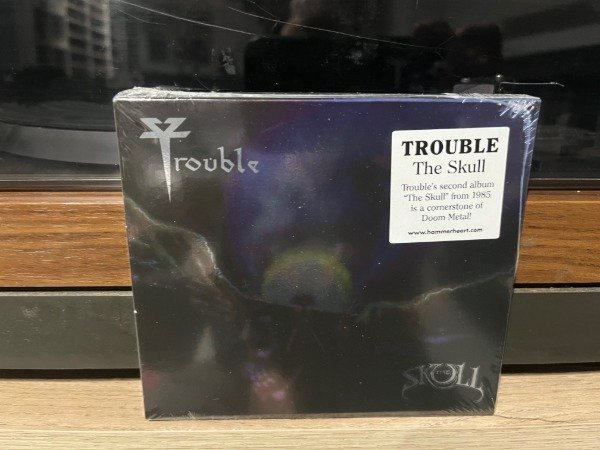 Trouble
TROUBLE
The Skull
Trouble's second album
"The Skull" from 1985
is a cornerstone of
Doom Metal!
www.hammerheart.com
THE
SKULL